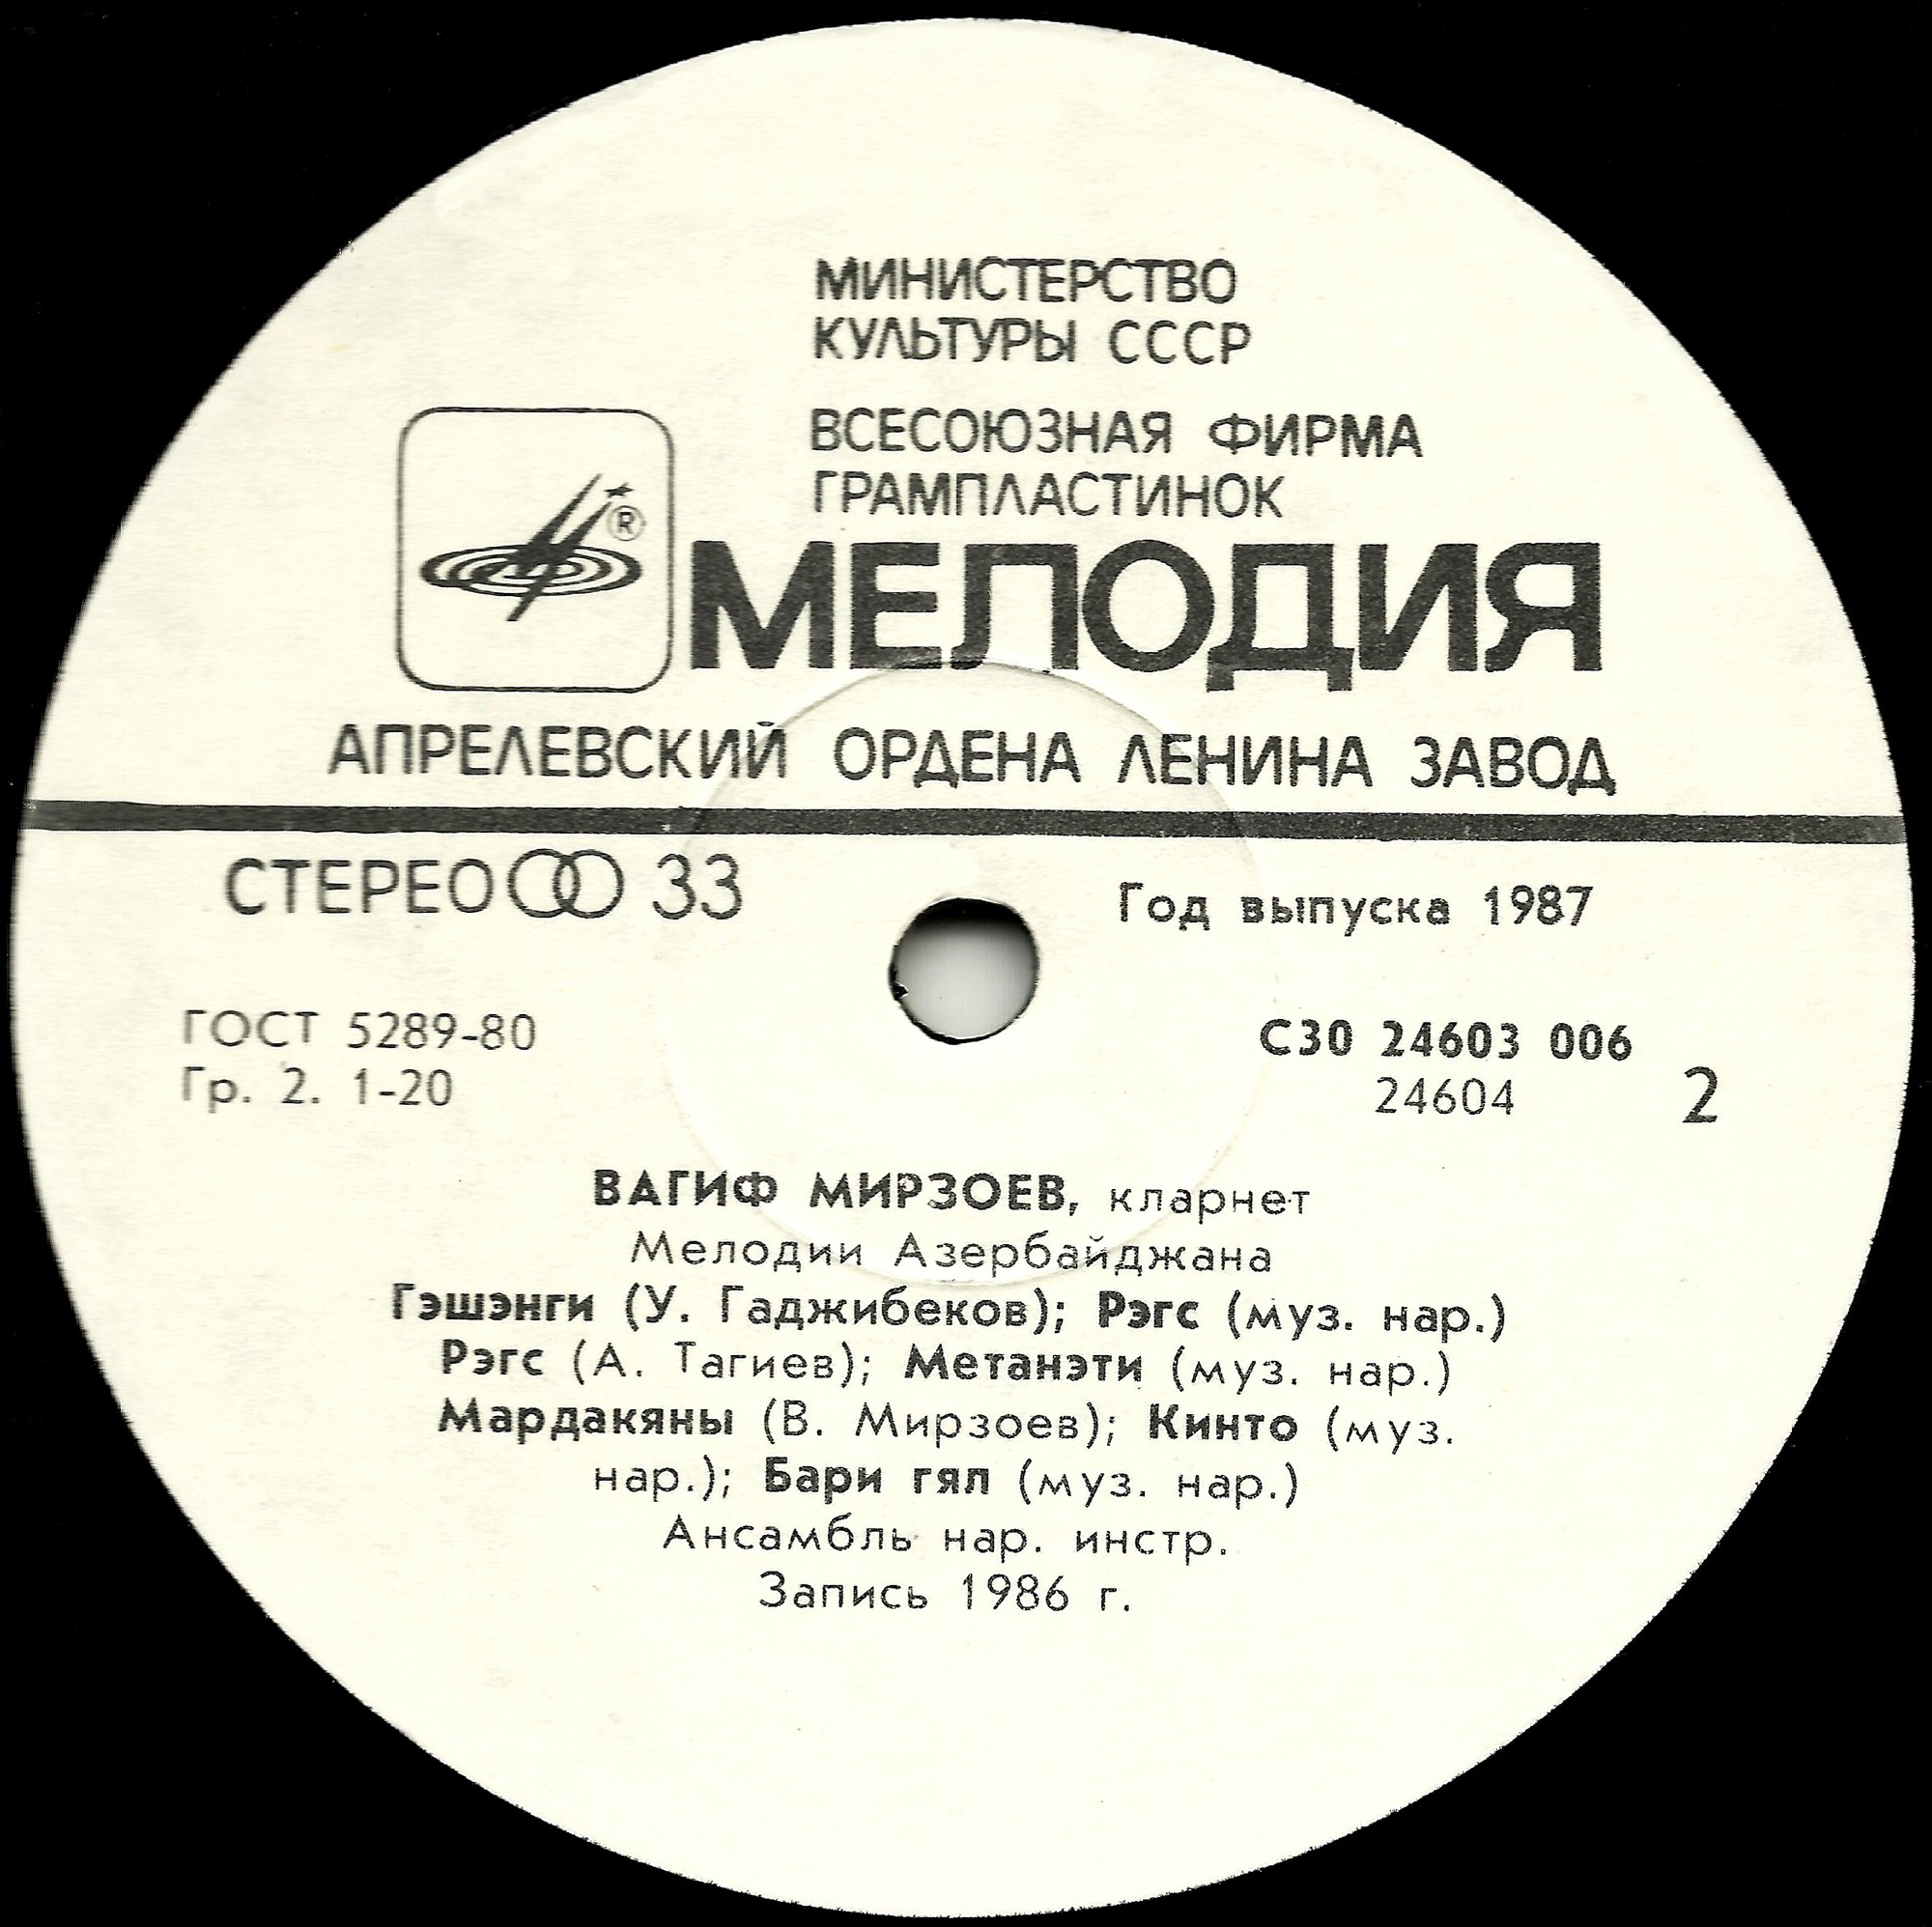 МИНИСТЕРСТВО
КУЛЬТУРЫ СССР
ВСЕСОЮЗНАЯ ФИРМА
ГРАМПЛАСТИНОК
®
МЕЛОДИЯ
АПРЕЛЕВСКИЙ ОРДЕНА ЛЕНИНА ЗАВОД
СТЕРЕО 33
Год выпуска 1987
ГОСТ 5289-80
Гр. 2. 1-20
С30 24603 006
24604
2
ВАГИФ МИРЗОЕВ, кларнет
Мелодии Азербайджана
Гэшэнги (У. Гаджибеков); Рэгс (муз. нар.)
Рэгс (А. Тагиев); Метанэти (муз. нар.)
Мардакяны (В. Мирзоев); Кинто (муз.
нар.); Бари гял (муз. нар.)
Ансамбль нар. инстр.
Запись 1986 г.